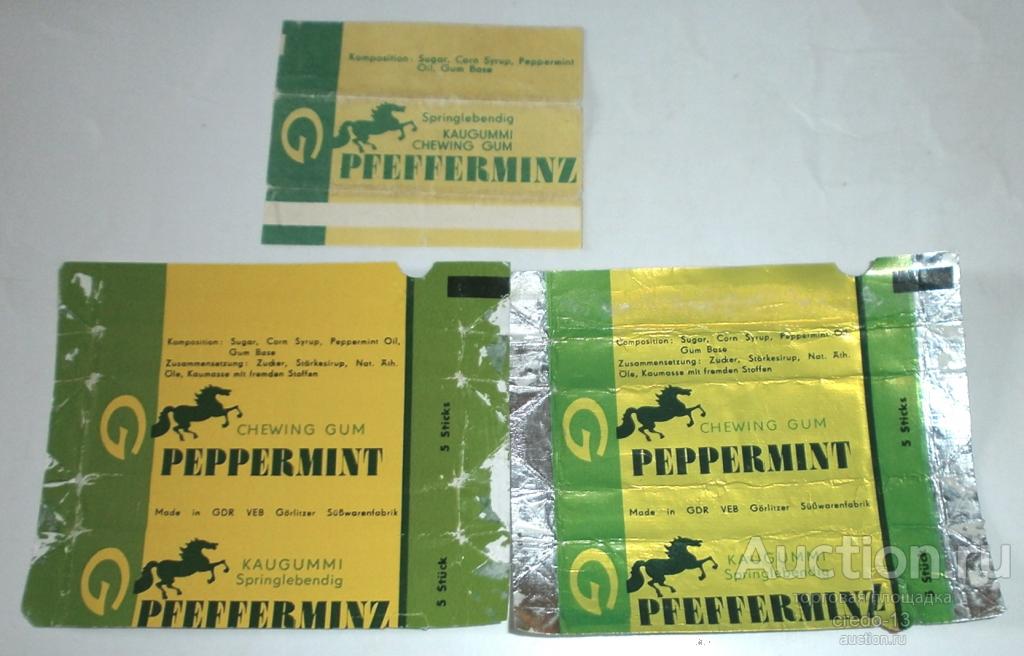 Komposition: Sugar, Corn Syrup, Peppermint
Oil, Gum Base
G
Springlebendig
KAUGUMMI
CHEWING GUM
PFEFFERMINZ
Komposition: Sugar, Corn Syrup, Peppermint Oil,
Gum Base
Zusammensetzung: Zucker, Stärkesirup, Nat. Äth.
Öle, Kaumasse mit fremden Stoffen
G
CHEWING GUM
PEPPERMINT
5 Sticks
Made in GDR VEB Görlitzer Süßwarenfabrik
G
KAUGUMMI
Springlebendig
PFEFFERMINZ
5 Stück
Komposition: Sugar, Corn Syrup, Peppermint Oil,
Gum Base
Zusammensetzung: Zucker, Stärkesirup, Nat. Äth.
Öle, Kaumasse mit fremden Stoffen
G
CHEWING GUM
PEPPERMINT
5 Sticks
Made in GDR VEB Görlitzer Süßwarenfabrik
G
KAUGUMMI
Springlebendig
PFEFFERMINZ
Stück
Auction.ru
торговая площадка
credo-13
auction.ru